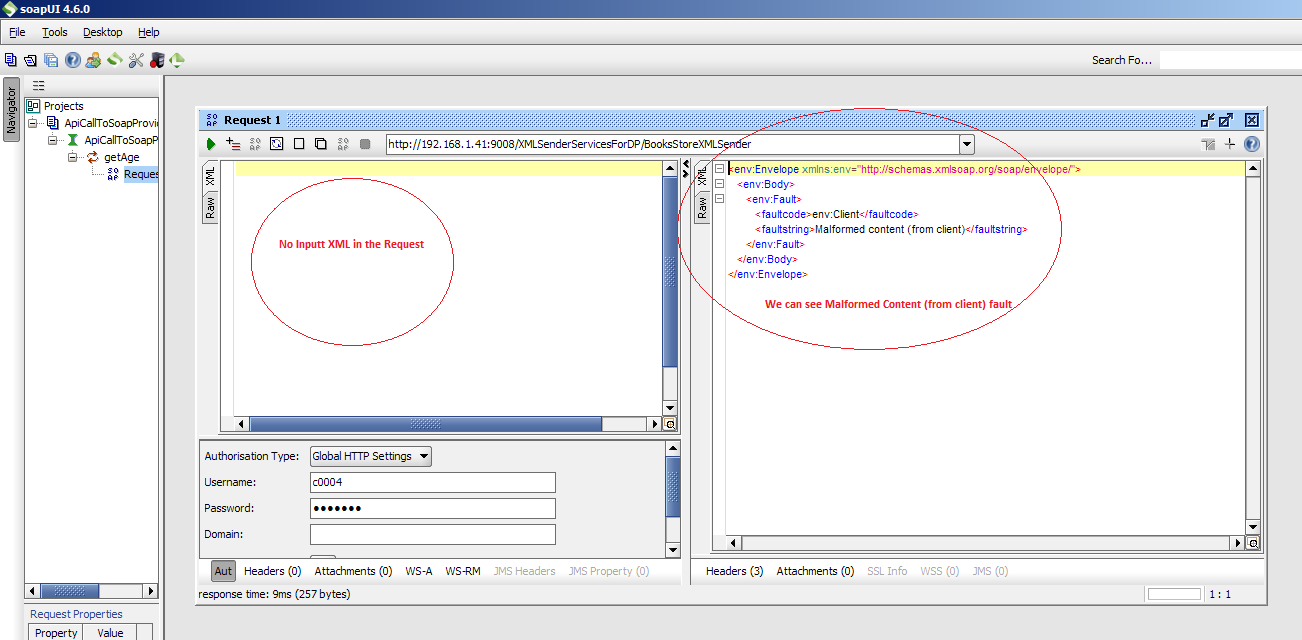 soapUI 4.6.0
File Tools Desktop Help
Search Fo...
Navigator
Projects
ApiCallToSoapProvi
ApiCallToSoapP
getAge
Reques
Request 1
http://192.168.1.41:9008/XMLSenderServicesForDP/BooksStoreXMLSender
XML
Raw
No Inputt XML in the Request
XML
Raw
<env:Envelope xmlns:env="http://schemas.xmlsoap.org/soap/envelope/">
<env:Body>
<env:Fault>
<faultcode>env:Client</faultcode>
<faultstring>Malformed content (from client)</faultstring>
</env:Fault>
</env:Body>
</env:Envelope>
We can see Malformed Content (from client) fault
Authorisation Type: Global HTTP Settings
Username: c0004
Password: ●●●●●●●
Domain:
Aut Headers (0) Attachments (0) WS-A WS-RM JMS Headers JMS Property (0)
Headers (3) Attachments (0) SSL Info WSS (0) JMS (0)
response time: 9ms (257 bytes)
1 : 1
Request Properties
Property Value